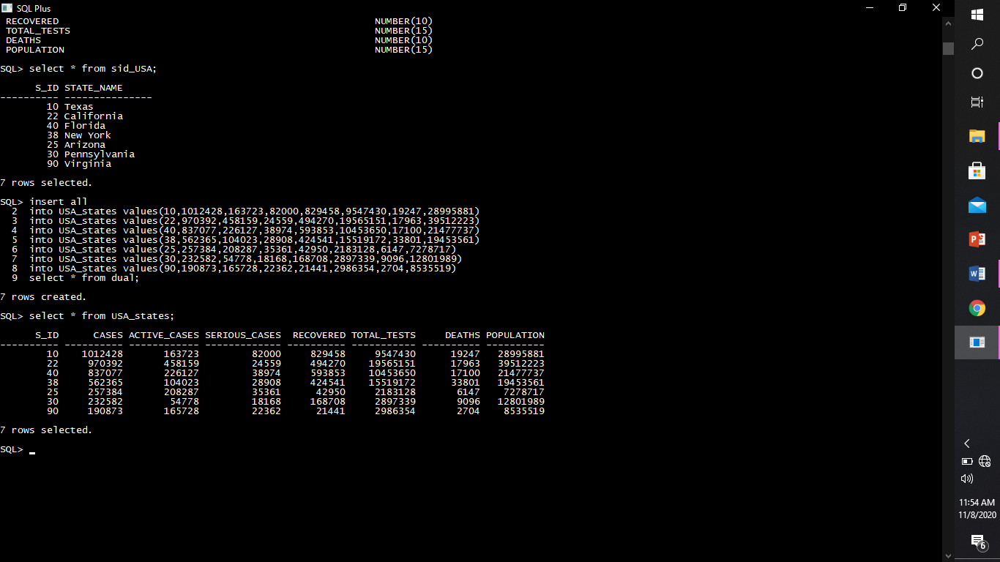 SQL Plus
RECOVERED NUMBER(10)
TOTAL_TESTS NUMBER(15)
DEATHS NUMBER(10)
POPULATION NUMBER(15)
SQL> select * from sid_USA;
S_ID STATE_NAME
---------- ---------------
10 Texas
22 California
40 Florida
38 New York
25 Arizona
30 Pennsylvania
90 Virginia
7 rows selected.
SQL> insert all
2 into USA_states values(10,1012428,163723,82000,829458,9547430,19247,28995881)
3 into USA_states values(22,970392,458159,24559,494270,19565151,17963,39512223)
4 into USA_states values(40,837077,226127,38974,593853,10453650,17100,21477737)
5 into USA_states values(38,562365,104023,28908,424541,15519172,33801,19453561)
6 into USA_states values(25,257384,208287,35361,42950,2183128,6147,7278717)
7 into USA_states values(30,232582,54778,18168,168708,2897339,9096,12801989)
8 into USA_states values(90,190873,165728,22362,21441,2986354,2704,8535519)
9 select * from dual;
7 rows created.
SQL> select * from USA_states;
S_ID CASES ACTIVE_CASES SERIOUS_CASES RECOVERED TOTAL_TESTS DEATHS POPULATION
---------- ---------- ------------ ------------- ---------- ----------- ---------- ----------
10 1012428 163723 82000 829458 9547430 19247 28995881
22 970392 458159 24559 494270 19565151 17963 39512223
40 837077 226127 38974 593853 10453650 17100 21477737
38 562365 104023 28908 424541 15519172 33801 19453561
25 257384 208287 35361 42950 2183128 6147 7278717
30 232582 54778 18168 168708 2897339 9096 12801989
90 190873 165728 22362 21441 2986354 2704 8535519
7 rows selected.
SQL>
11:54 AM
11/8/2020
6